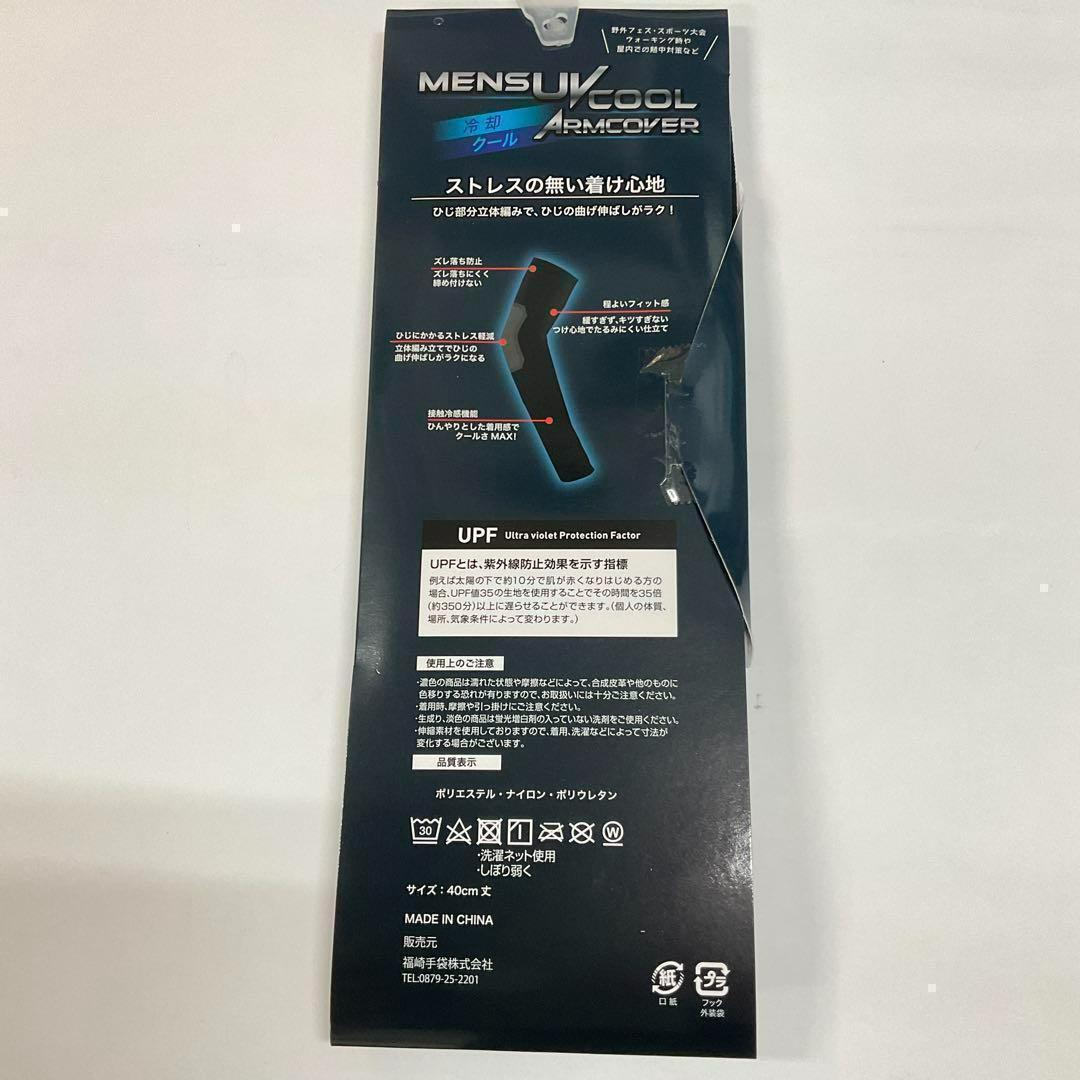 野外フェス・スポーツ大会
ウォーキング時や
屋内での熱中対策など
MENS UV COOL
ARMCOVER
冷却
クール
ストレスの無い着け心地
ひじ部分立体編みで、ひじの曲げ伸ばしがラク！
ズレ落ち防止
ズレ落ちにくく
締め付けない
程よいフィット感
緩すぎず、キツすぎない
つけ心地でたるみにくい仕立て
ひじにかかるストレス軽減
立体編み立てでひじの
曲げ伸ばしがラクになる
接触冷感機能
ひんやりとした着用感で
クールさ MAX！
UPF Ultra violet Protection Factor
UPFとは、紫外線防止効果を示す指標
例えば太陽の下で約10分で肌が赤くなりはじめる方の
場合、UPF値35の生地を使用することでその時間を35倍
(約350分)以上に遅らせることができます。(個人の体質、
場所、気象条件によって変わります。)
使用上のご注意
・濃色の商品は濡れた状態や摩擦などによって、合成皮革や他のものに
色移りする恐れが有りますので、お取扱いには十分ご注意ください。
・着用時、摩擦や引っ掛けにご注意ください。
・生成り、淡色の商品は蛍光増白剤の入っていない洗剤をご使用ください。
・伸縮素材を使用しておりますので、着用、洗濯などによって寸法が
変化する場合がございます。
品質表示
ポリエステル・ナイロン・ポリウレタン
30
W
・洗濯ネット使用
・しぼり弱く
サイズ：40cm丈
MADE IN CHINA
販売元
福崎手袋株式会社
TEL:0879-25-2201
紙
プラ
口紙
フック
外装袋